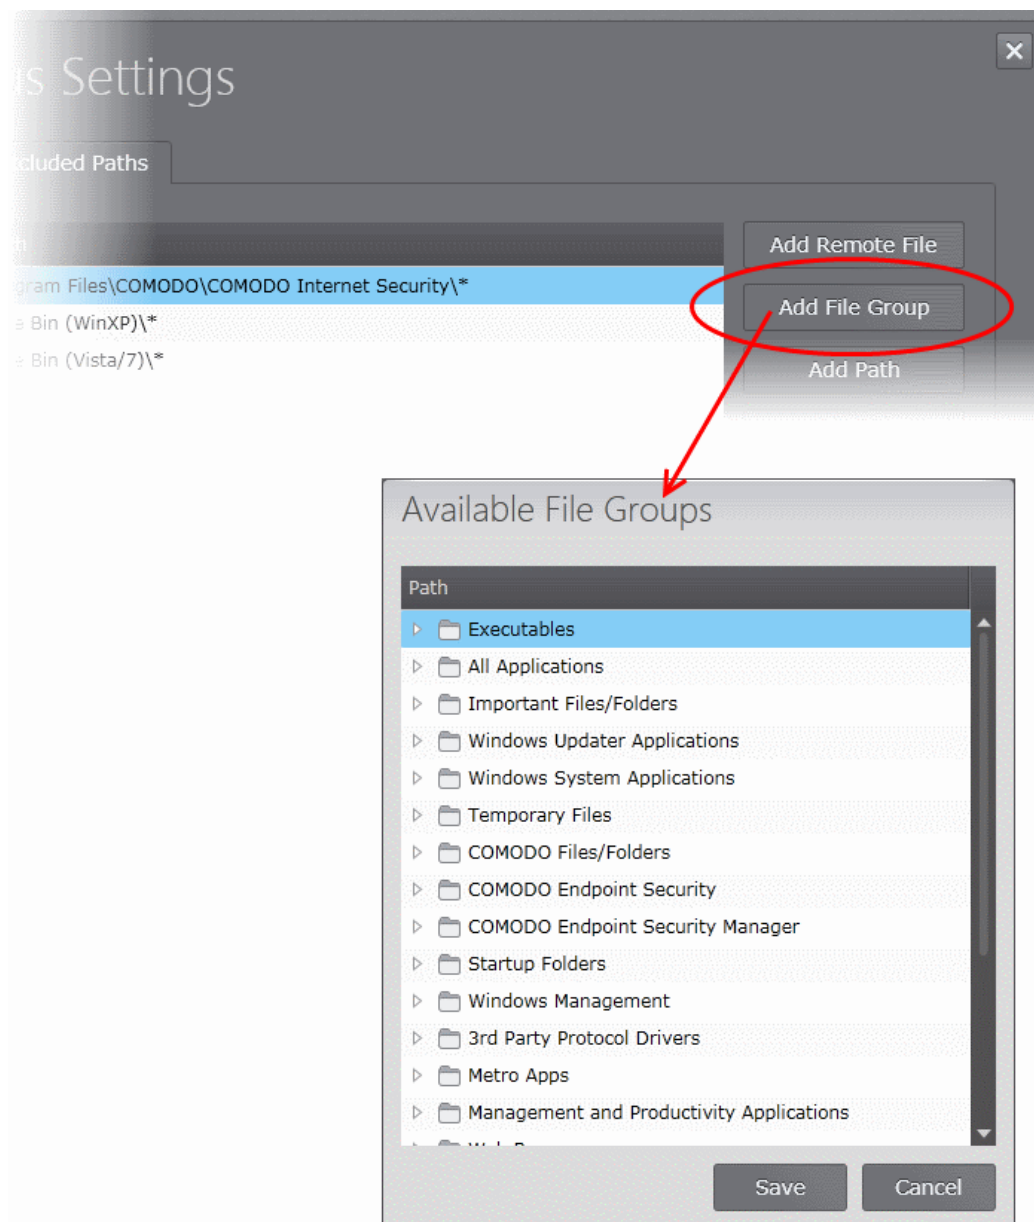 Settings
cluded Paths
Add Remote File
gram Files\COMODO\COMODO Internet Security\*
Add File Group
Bin (WinXP)\*
Bin (Vista/7)\*
Add Path
Available File Groups
Path
Executables
All Applications
Important Files/Folders
Windows Updater Applications
Windows System Applications
Temporary Files
COMODO Files/Folders
COMODO Endpoint Security
COMODO Endpoint Security Manager
Startup Folders
Windows Management
3rd Party Protocol Drivers
Metro Apps
Management and Productivity Applications
Save Cancel